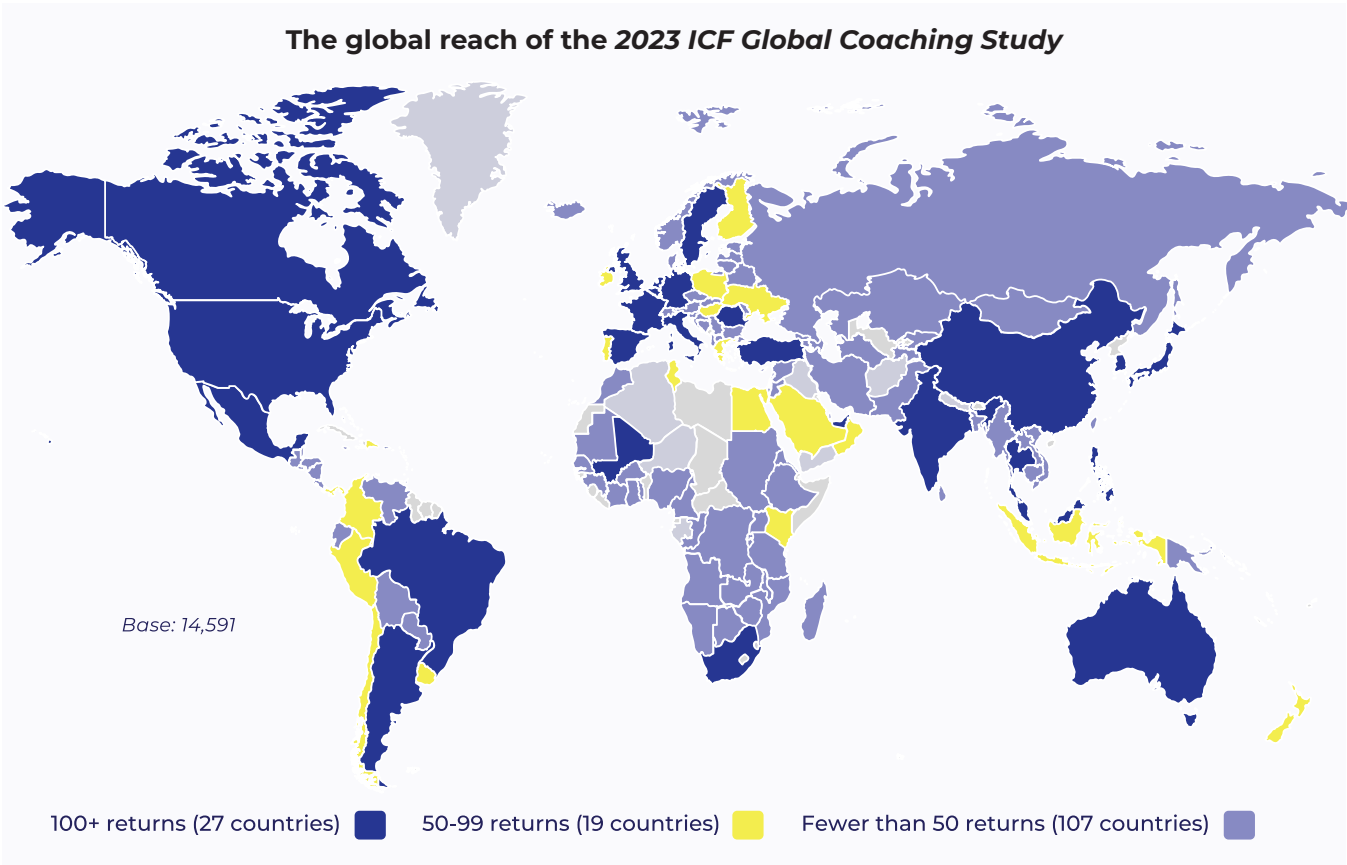 The global reach of the 2023 ICF Global Coaching Study
Base: 14,591
100+ returns (27 countries)
50-99 returns (19 countries)
Fewer than 50 returns (107 countries)